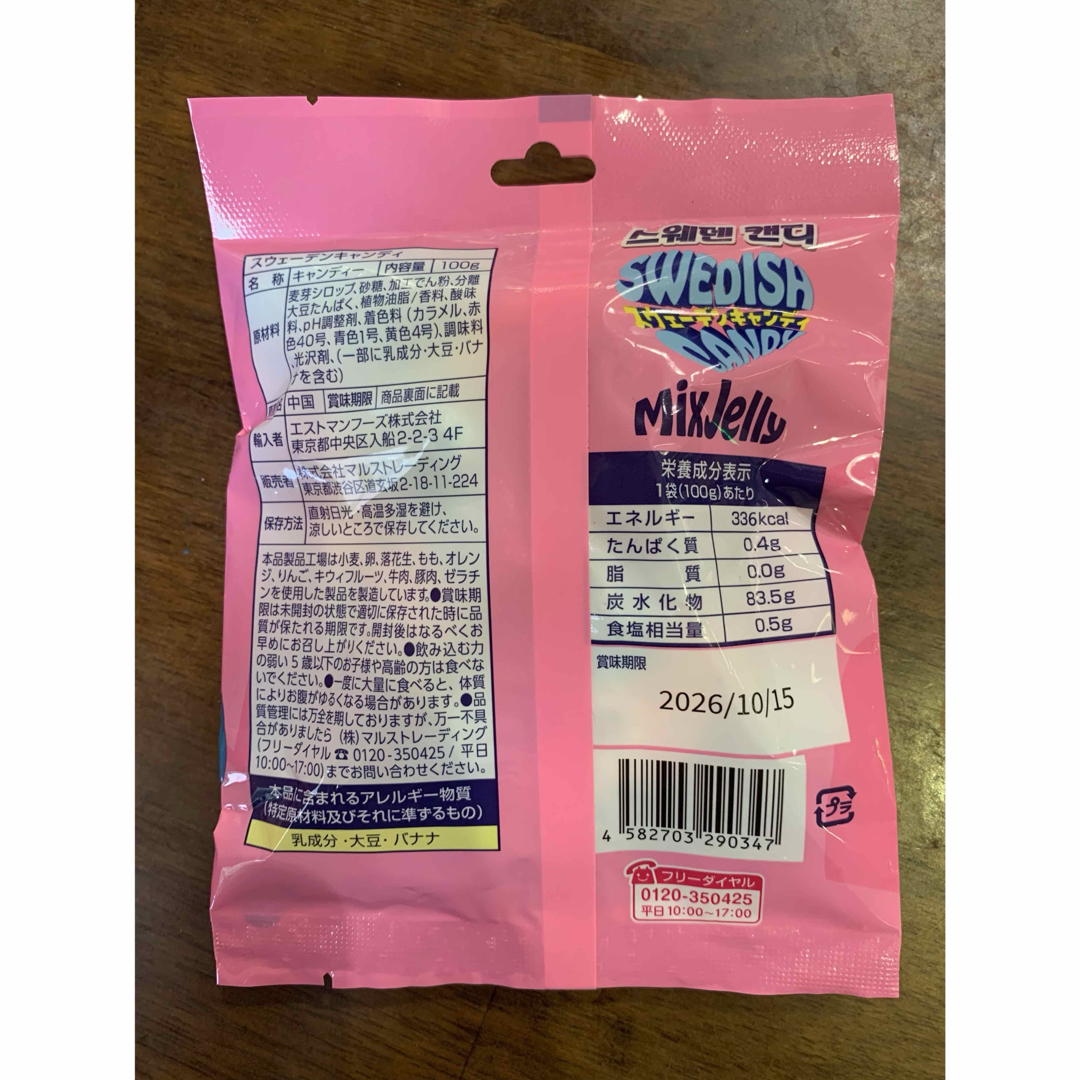 スウェーデンキャンディ
名 称 キャンディー 内容量 100g
原材料
麦芽シロップ、砂糖、加工でん粉、分離
大豆たんぱく、植物油脂/香料、酸味
料、pH調整剤、着色料(カラメル、赤
色40号、青色1号、黄色4号)、調味料
、光沢剤、(一部に乳成分・大豆・バナ
ナを含む)
中国 賞味期限 商品裏面に記載
輸入者 エストマンフーズ株式会社
東京都中央区入船2-2-3 4F
販売者 株式会社マルストレーディング
東京都渋谷区道玄坂2-18-11-224
保存方法 直射日光・高温多湿を避け、
涼しいところで保存してください。
本品製品工場は小麦、卵、落花生、もも、オレン
ジ、りんご、キウィフルーツ、牛肉、豚肉、ゼラチ
ンを使用した製品を製造しています。●賞味期
限は未開封の状態で適切に保存された時に品
質が保たれる期限です。開封後はなるべくお
早めにお召し上がりください。●飲み込む力
の弱い5歳以下のお子様や高齢の方は食べな
いでください。●一度に大量に食べると、体質
によりお腹がゆるくなる場合があります。●品
質管理には万全を期しておりますが、万一不具
合がありましたら(株)マルストレーディング
(フリーダイヤル☎0120-350425/ 平日
10:00~17:00)までお問い合わせください。
本品に含まれるアレルギー物質
(特定原材料及びそれに準ずるもの)
乳成分・大豆・バナナ
스웨덴 캔디
SWEDISH
スウェーデンキャンディ
CANDY
MixJelly
栄養成分表示
1袋(100g)あたり
エネルギー 336kcal
たんぱく質 0.4g
脂 質 0.0g
炭水化物 83.5g
食塩相当量 0.5g
賞味期限
2026/10/15
4 582703 290347
プラ
フリーダイヤル
0120-350425
平日10:00~17:00